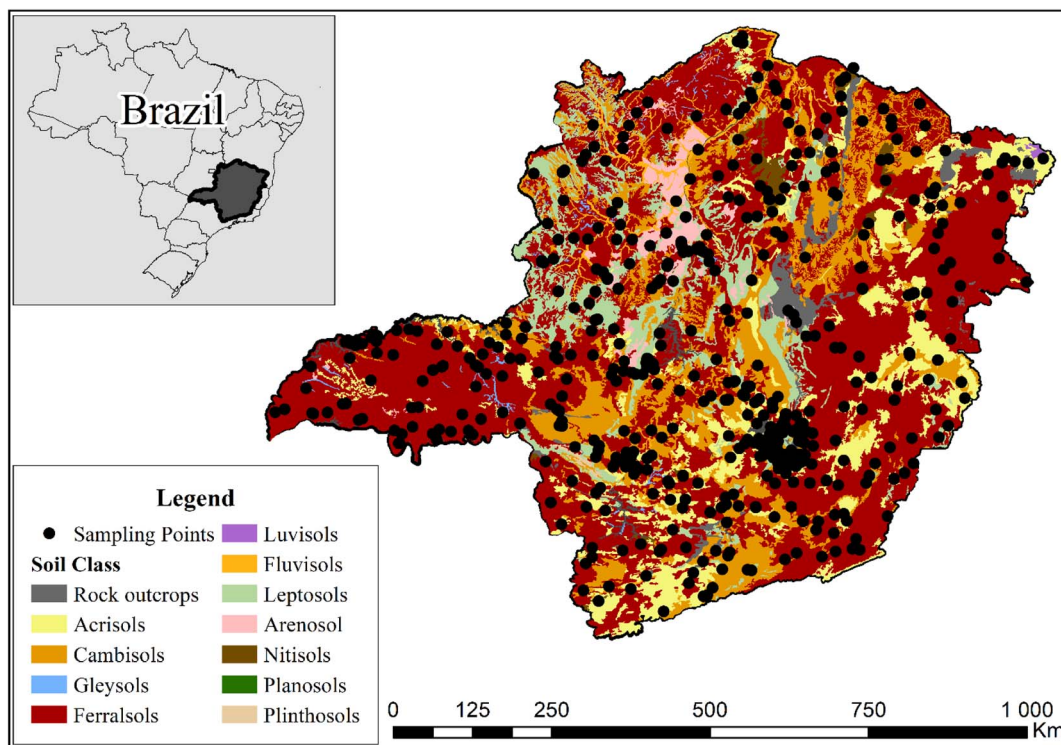 Brazil
Legend
Sampling Points
Soil Class
Rock outcrops
Acrisols
Cambisols
Gleysols
Ferralsols
Luvisols
Fluvisols
Leptosols
Arenosol
Nitisols
Planosols
Plinthosols
0 125 250 500 750 1 000
Km